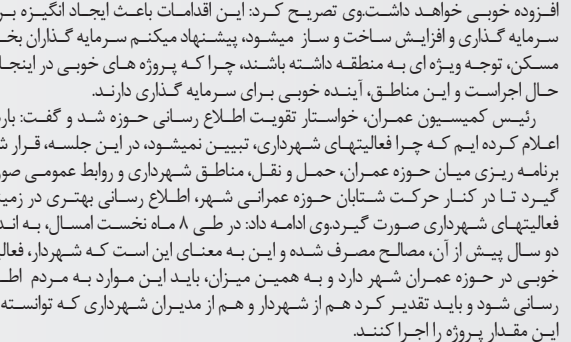 افزوده خوبی خواهد داشت.وی تصریح کرد: این اقدامات باعث ایجاد انگیزه
سرمایه گذاری و افزایش ساخت و ساز میشود، پیشنهاد میکنم سرمایه گذاران
مسکن، توجه ویژه ای به منطقه داشته باشند، چرا که پروژه های خوبی در
حال اجراست و این مناطق، آینده خوبی برای سرمایه گذاری دارند.
رئیس کمیسیون عمران، خواستار تقویت اطلاع رسانی حوزه شد و گفت:
اعلام کرده ایم که چرا فعالیتهای شهرداری، تبیین نمیشود، در این جلسه، قرار
برنامه ریزی میان حوزه عمران، حمل و نقل، مناطق شهرداری و روابط عمومی
گیرد تا در کنار حرکت شتابان حوزه عمرانی شهر، اطلاع رسانی بهتری در
فعالیتهای شهرداری صورت گیرد.وی ادامه داد: در طی ۸ ماه نخست امسال، به
دو سال پیش از آن، مصالح مصرف شده و این به معنای این است که شهردار،
خوبی در حوزه عمران شهر دارد و به همین میزان، باید این موارد به مردم
رسانی شود و باید تقدیر کرد هم از شهردار و هم از مدیران شهرداری که توانسته
این مقدار پروژه را اجرا کنند.